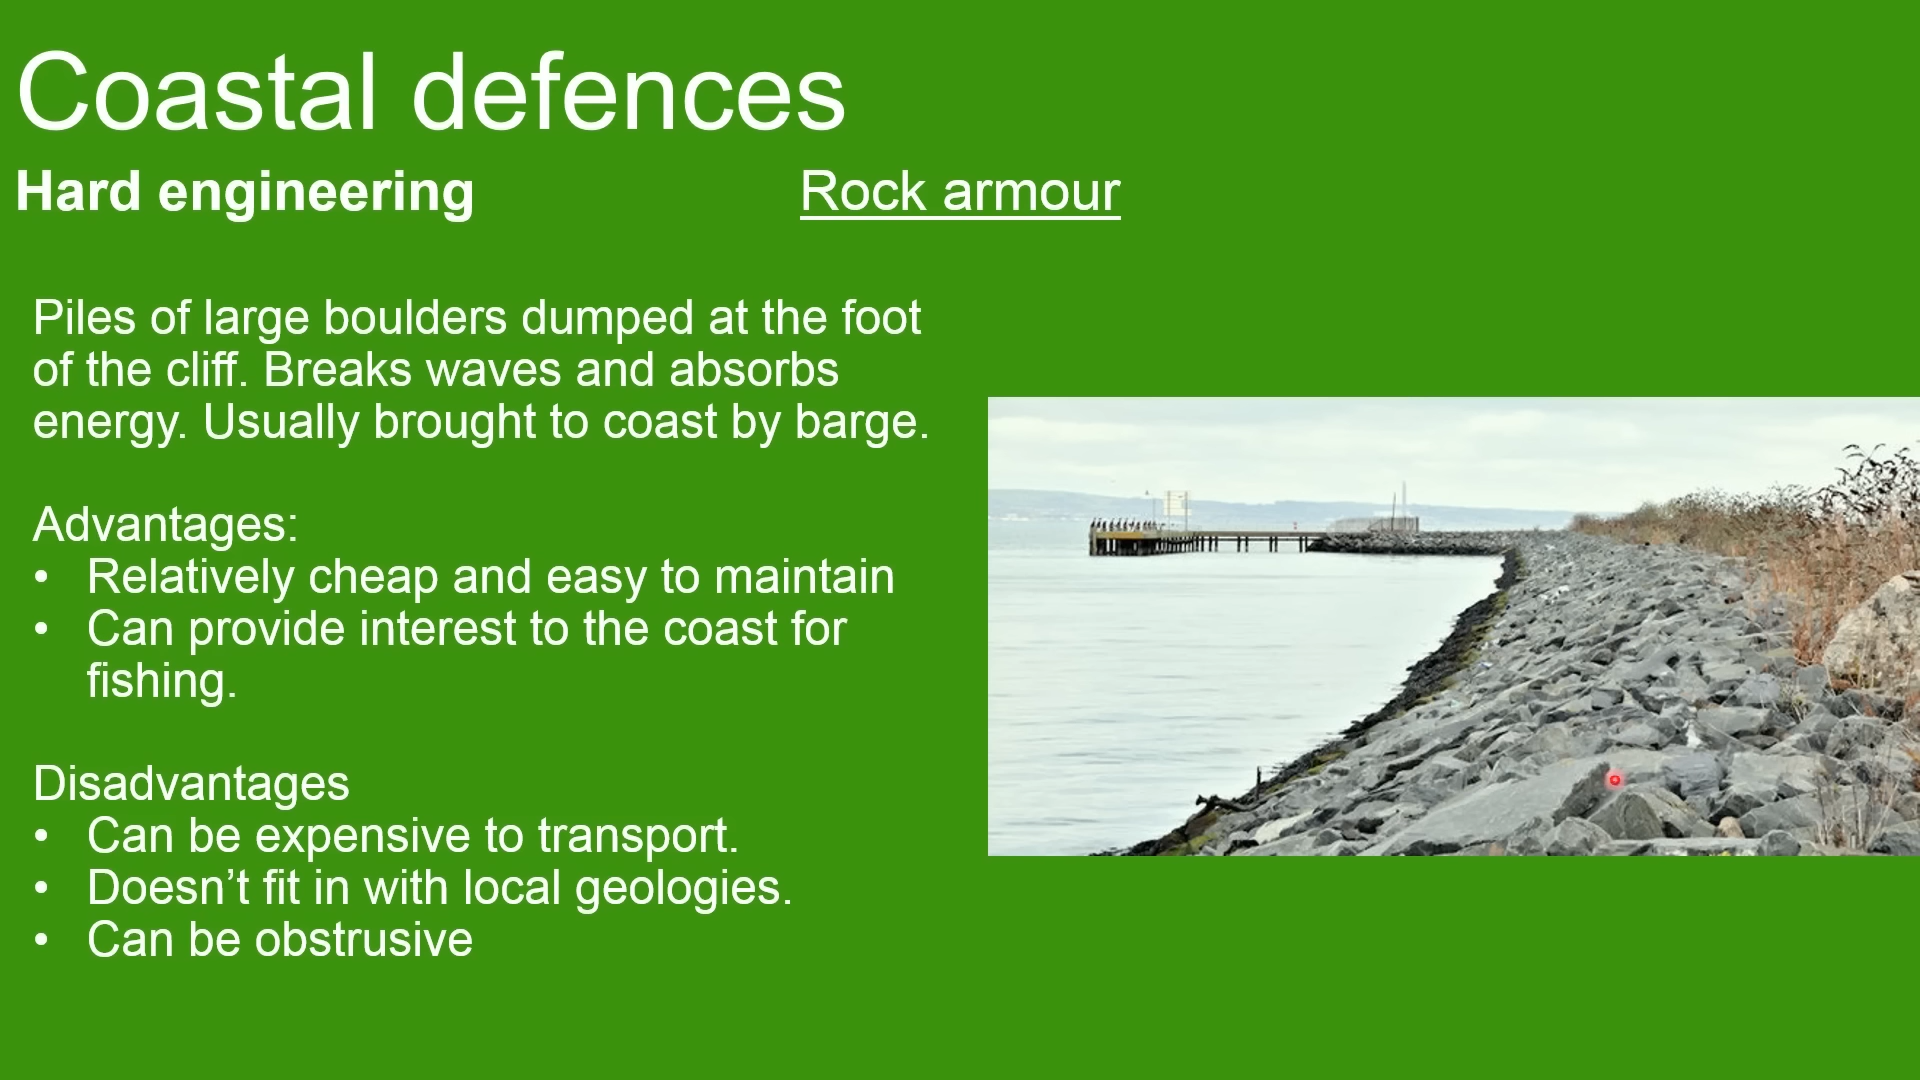 Coastal defences
Hard engineering
Rock armour
Piles of large boulders dumped at the foot
of the cliff. Breaks waves and absorbs
energy. Usually brought to coast by barge.
Advantages:
• Relatively cheap and easy to maintain
• Can provide interest to the coast for
fishing.
Disadvantages
• Can be expensive to transport.
• Doesn’t fit in with local geologies.
• Can be obstrusive